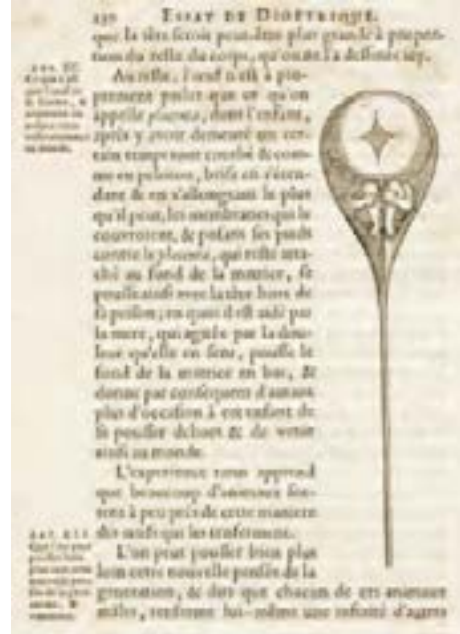 230 ESSAY DE DIOPTRIQUE.
que la tête ſeroit peut-être plus grande à propor-
tion du reſte du corps, qu'on ne l'a deſſinée icy.
Au reſte, l'œuf n'eſt à pro-
prement parler que ce qu'on
appelle placenta, dont l'enfant,
après y avoir demeuré un cer-
tain temps tout courbé & com-
me en peloton, briſe en s'éten-
dant & en s'allongeant le plus
qu'il peut, les membranes qui le
couvroient, & poſant ſes pieds
contre le placenta, qui reſte atta-
ché au fond de la matrice, ſe
pouſſe ainſi avec la tête hors de
ſa priſon; en quoi il eſt aidé par
la mere, qui agitée par la dou-
leur qu'elle en ſent, pouſſe le
fond de la matrice en bas, &
donne par conſequent d'autant
plus d'occaſion à cet enfant de
ſe pouſſer dehors & de venir
ainſi au monde.
L'experience nous apprend
que beaucoup d'animaux ſor-
tent à peu près de cette maniere
des œufs qui les renferment.
L'on peut pouſſer bien plus
loin cette nouvelle penſée de la
generation, & dire que chacun de ces animaux
mâles, renferme lui-même une infinité d'autres